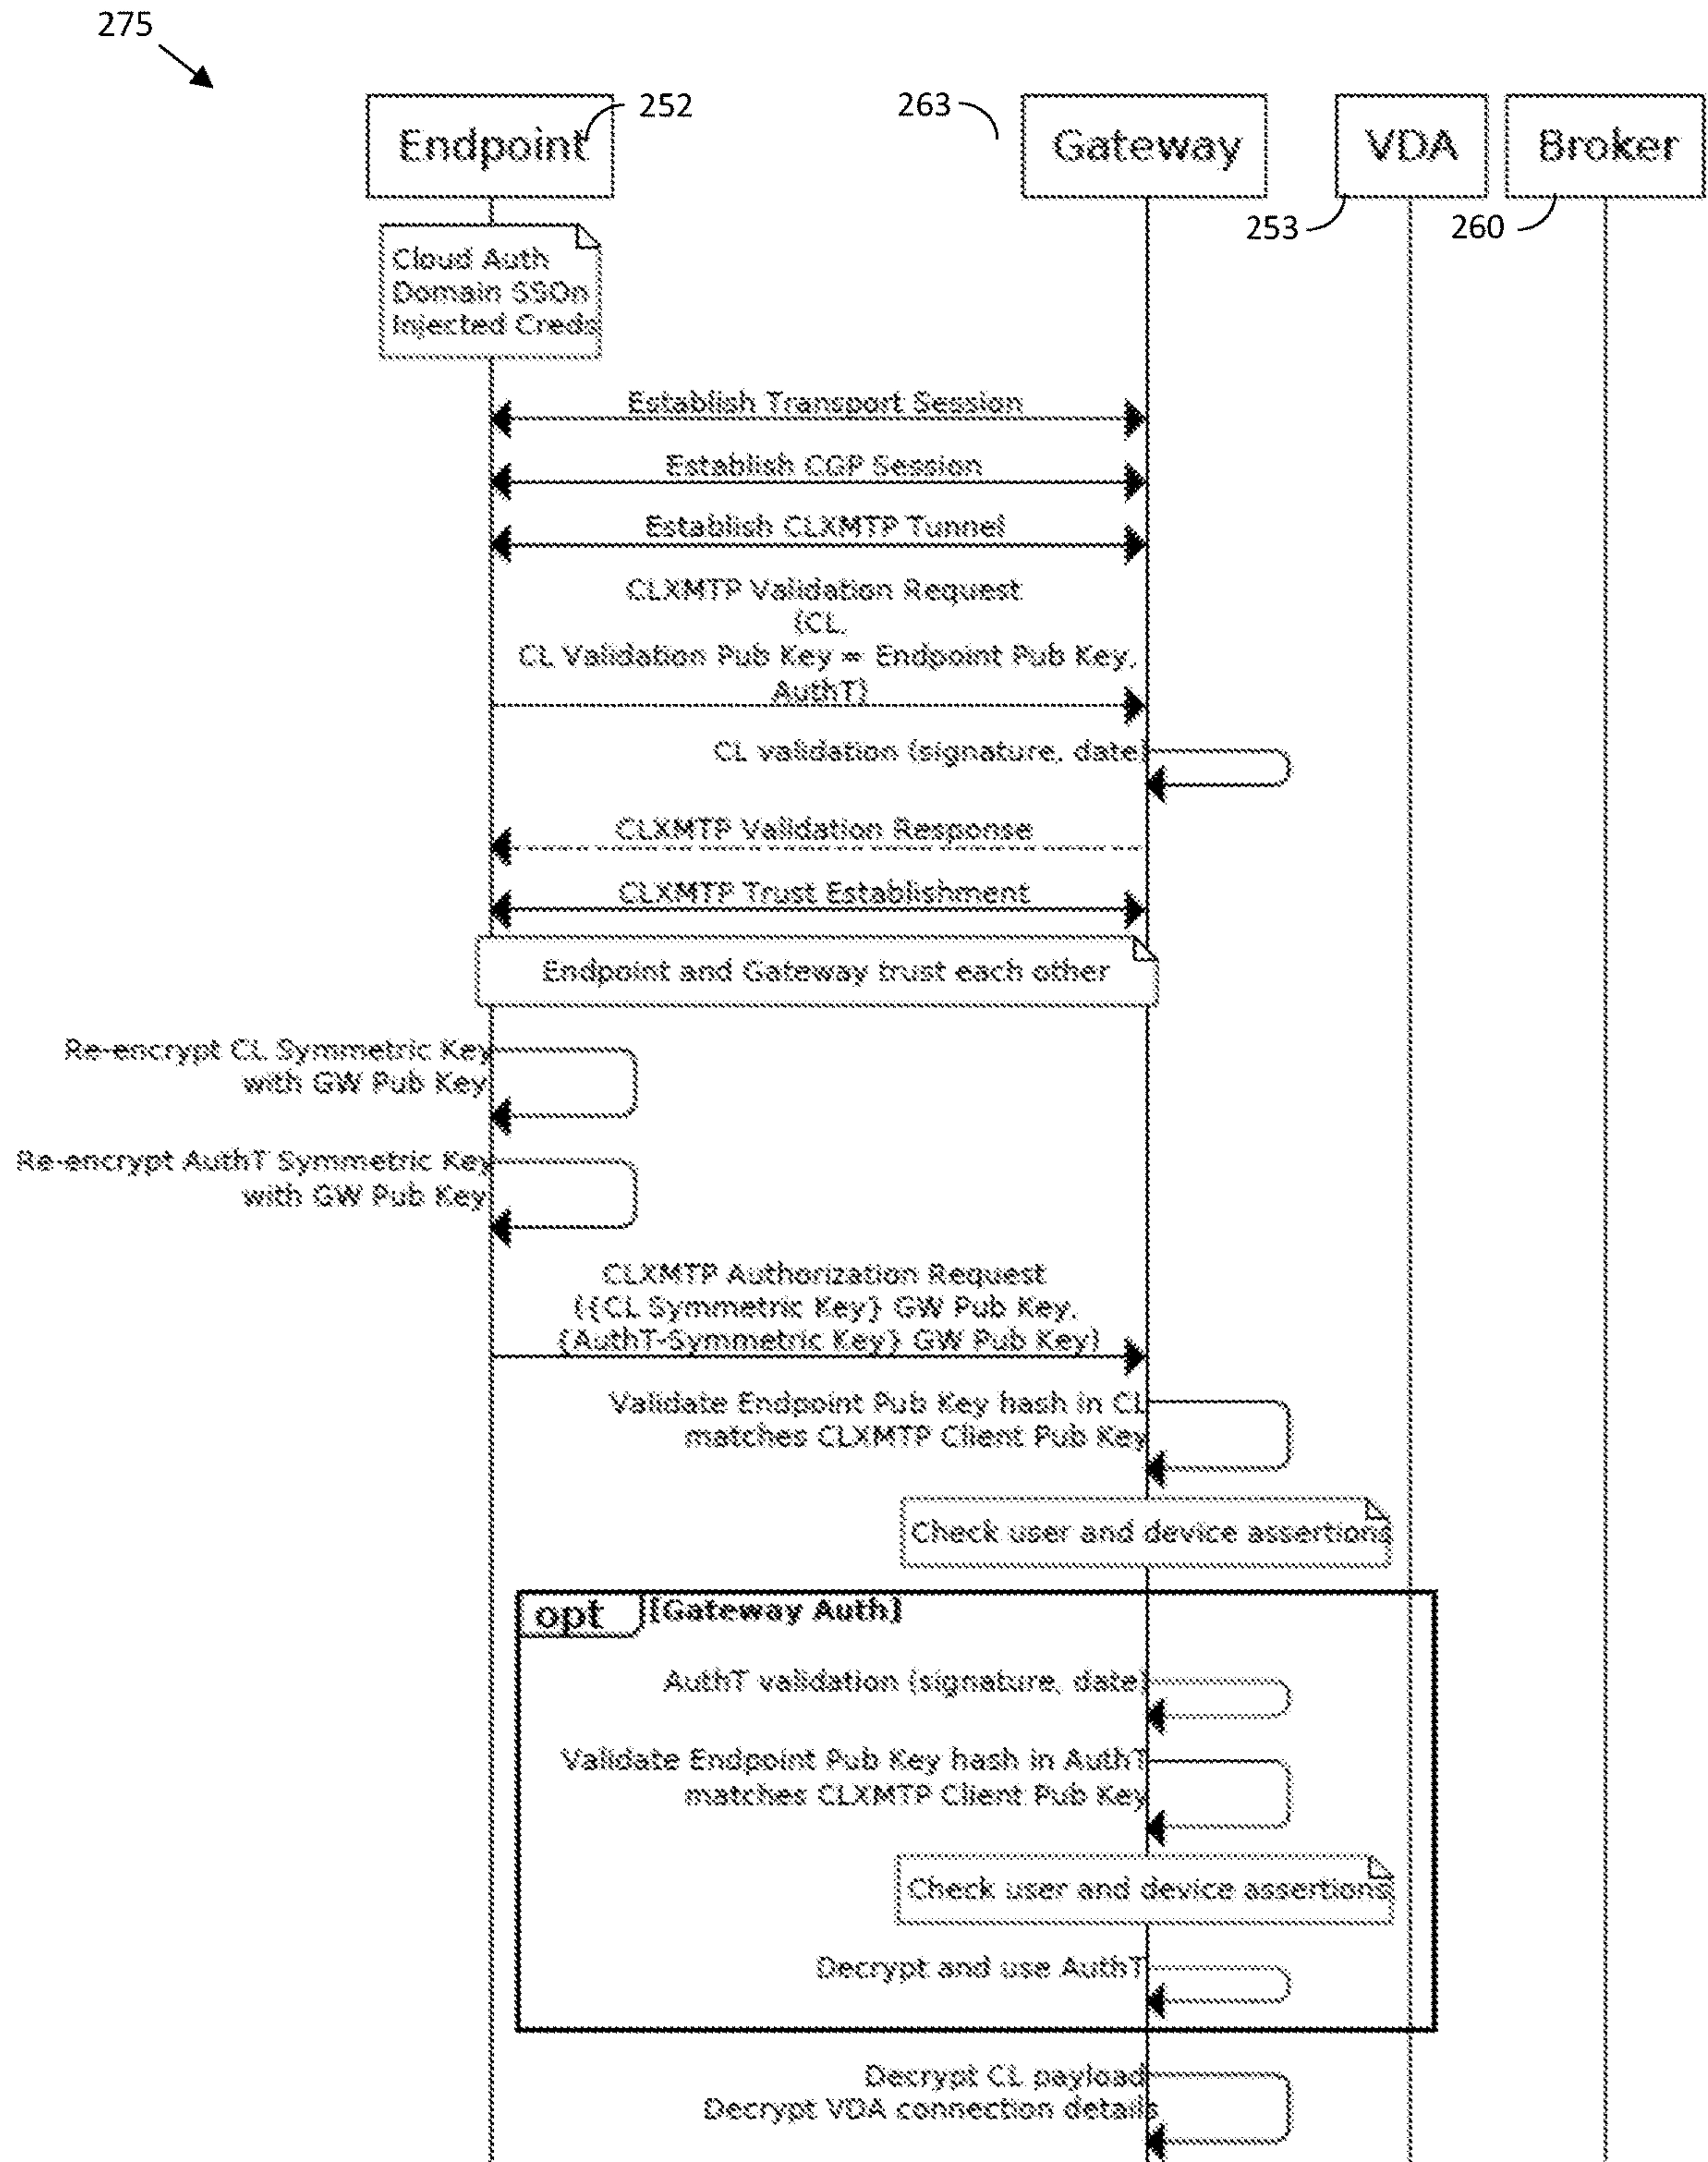 275
Endpoint
252
263
Gateway
VDA
Broker
253
260
Cloud Auth
Domain SSOn
Injected Creds
Establish Transport Session
Establish CGP Session
Establish CLXMTP Tunnel
CLXMTP Validation Request
(CL,
CL Validation Pub Key = Endpoint Pub Key,
AuthT)
CL validation (signature, date)
CLXMTP Validation Response
CLXMTP Trust Establishment
Endpoint and Gateway trust each other
Re-encrypt CL Symmetric Key
with GW Pub Key
Re-encrypt AuthT Symmetric Key
with GW Pub Key
CLXMTP Authorization Request
({CL Symmetric Key} GW Pub Key,
{AuthT-Symmetric Key} GW Pub Key)
Validate Endpoint Pub Key hash in CL
matches CLXMTP Client Pub Key
Check user and device assertions
opt [Gateway Auth]
AuthT validation (signature, date)
Validate Endpoint Pub Key hash in AuthT
matches CLXMTP Client Pub Key
Check user and device assertions
Decrypt and use AuthT
Decrypt CL payload
Decrypt VDA connection details